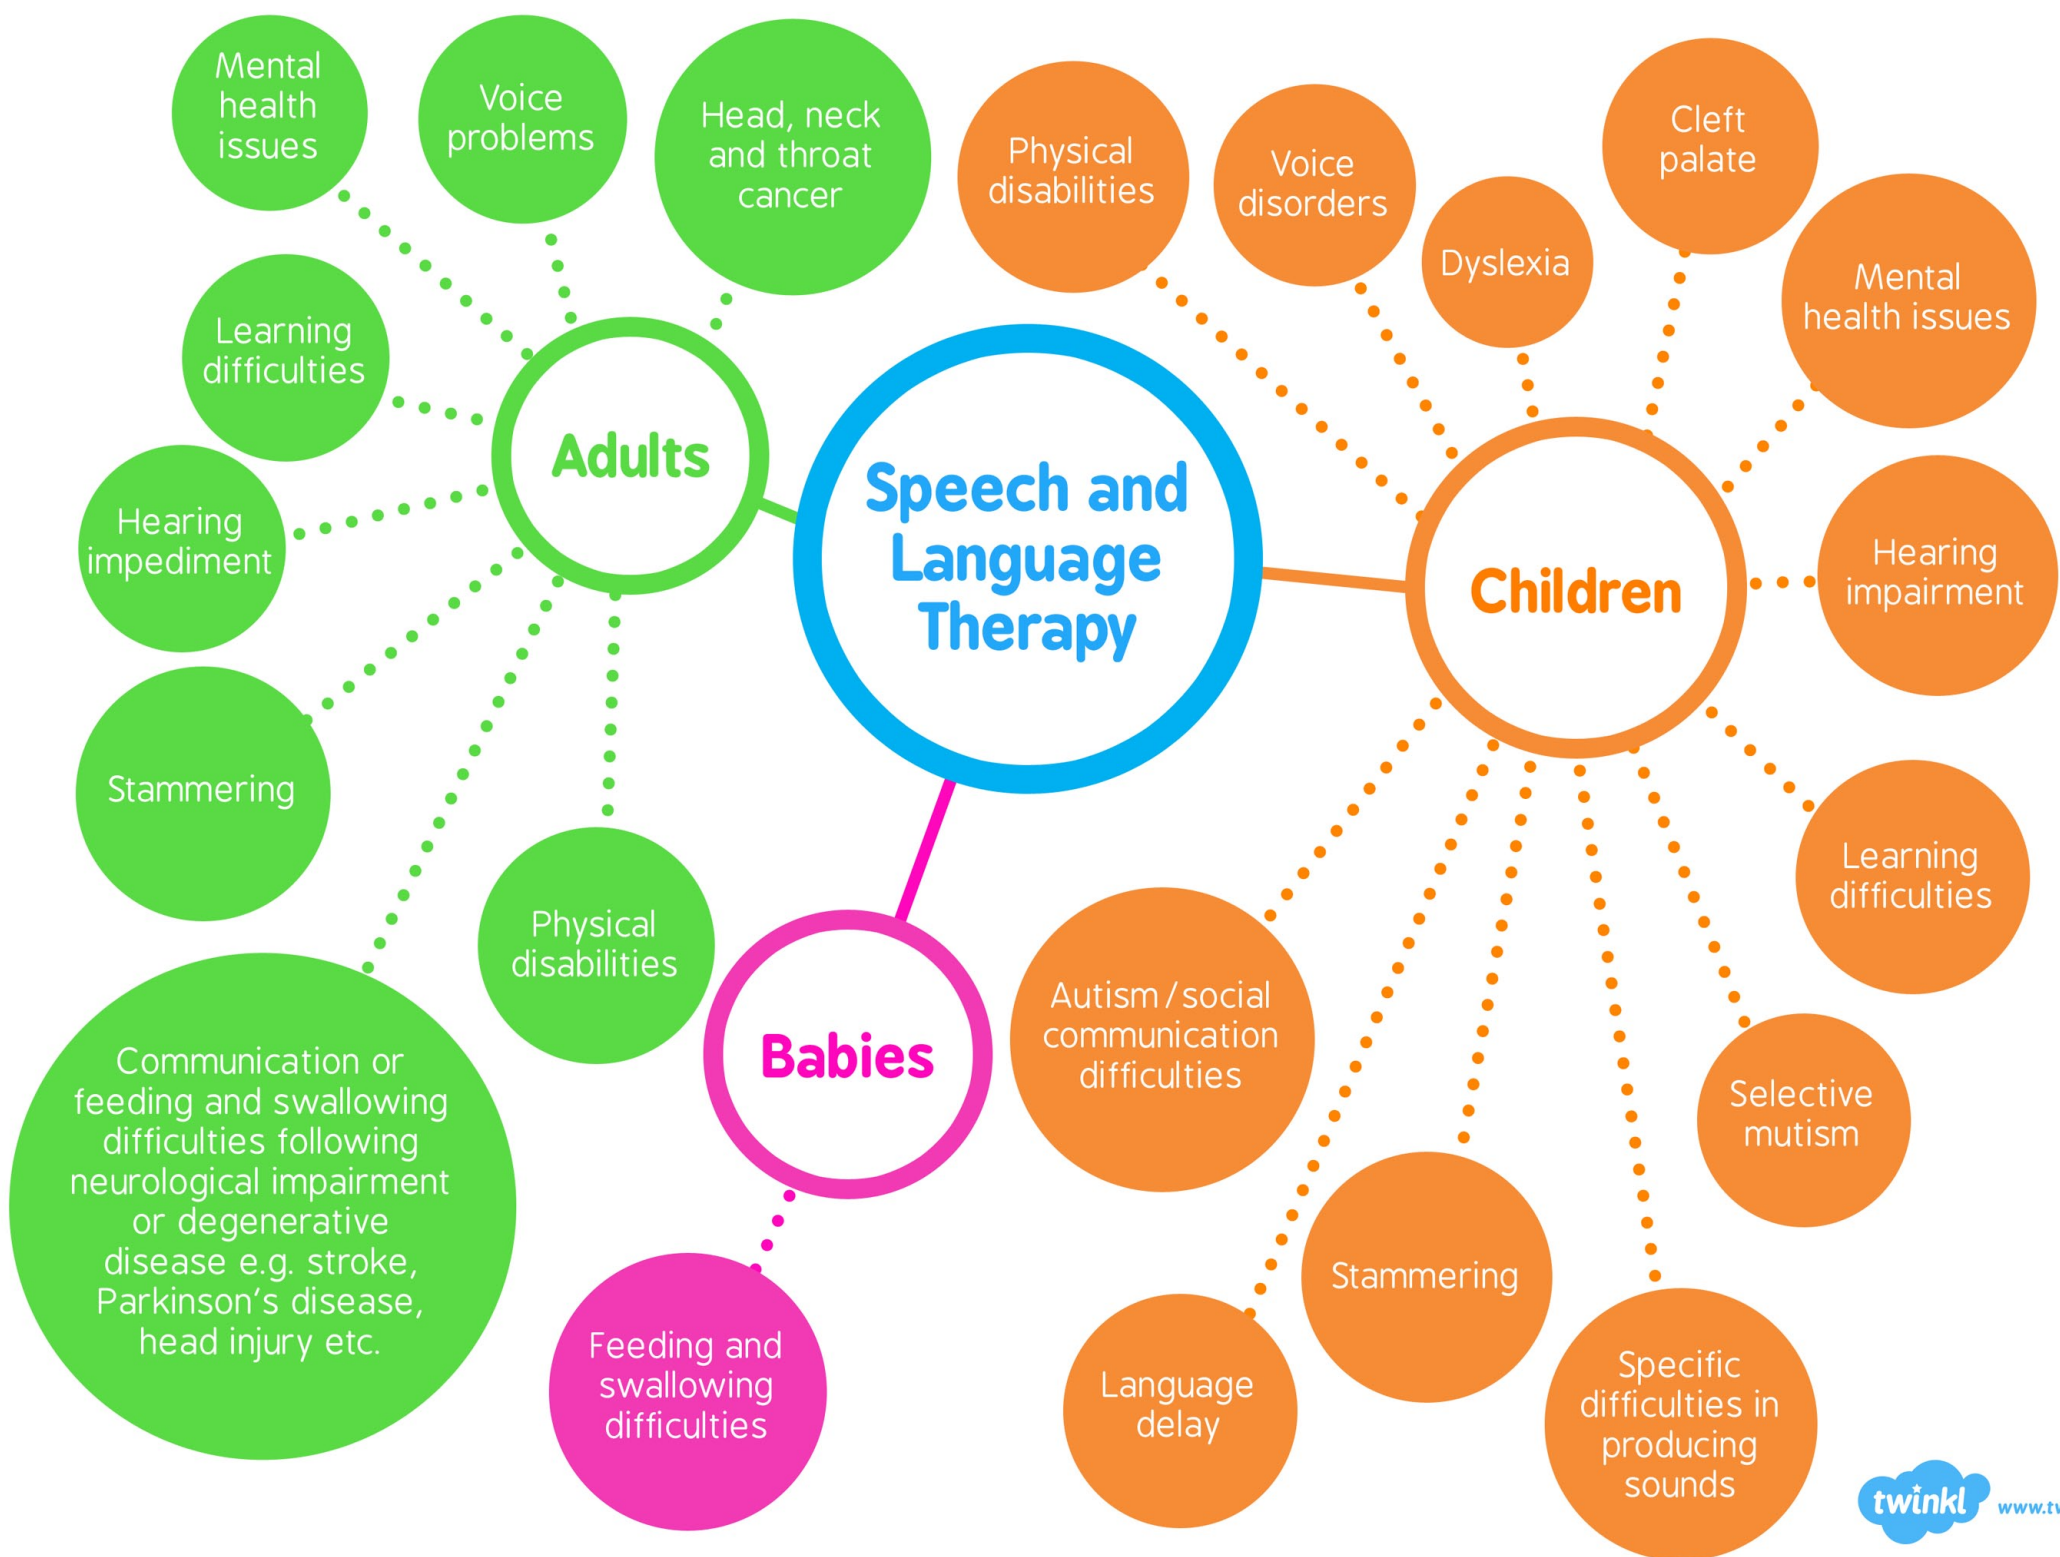 Mental
health
issues
Voice
problems
Head, neck
and throat
cancer
Learning
difficulties
Hearing
impediment
Stammering
Communication or
feeding and swallowing
difficulties following
neurological impairment
or degenerative
disease e.g. stroke,
Parkinson's disease,
head injury etc.
Physical
disabilities
Adults
Speech and
Language
Therapy
Babies
Feeding and
swallowing
difficulties
Children
Physical
disabilities
Voice
disorders
Dyslexia
Cleft
palate
Mental
health issues
Hearing
impairment
Learning
difficulties
Selective
mutism
Specific
difficulties in
producing
sounds
Stammering
Language
delay
Autism/social
communication
difficulties
twinkl